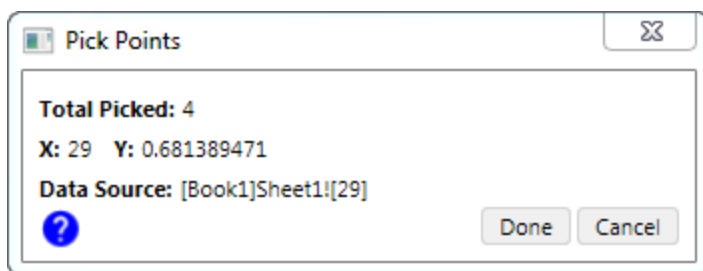 Pick Points
Total Picked: 4
X: 29 Y: 0.681389471
Data Source: [Book1]Sheet1![29]
?
Done Cancel